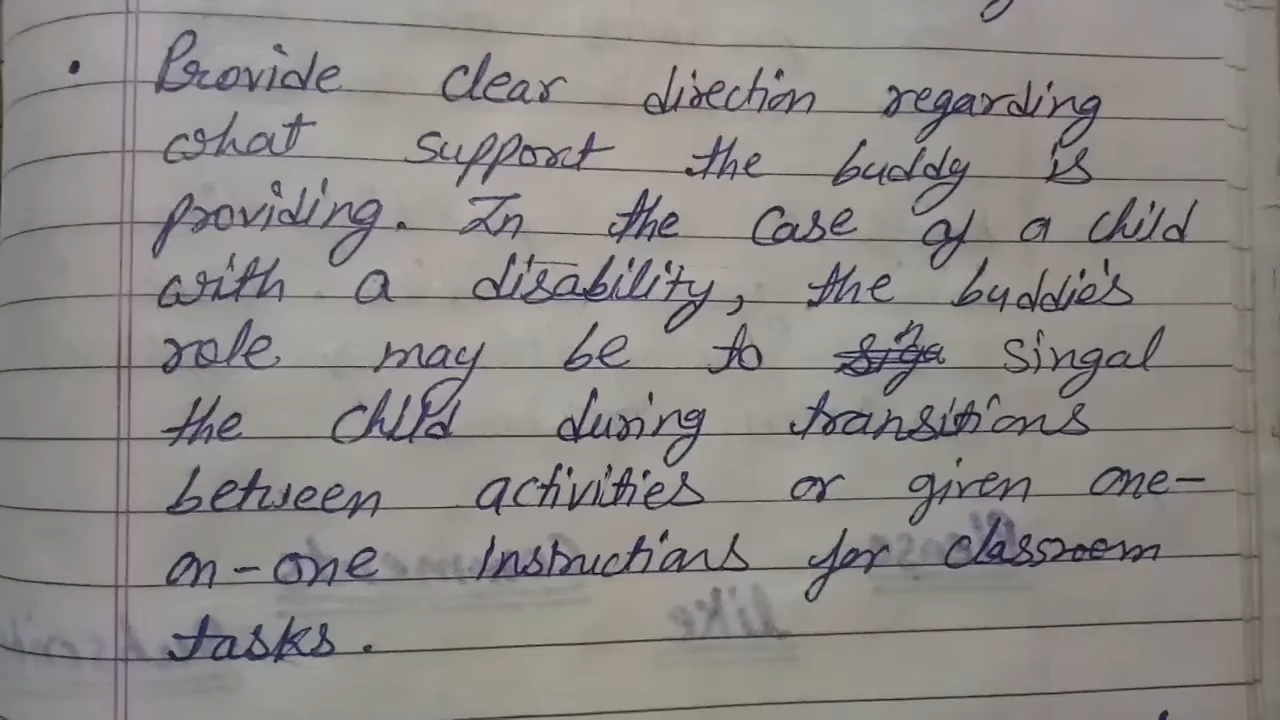 • Provide clear direction regarding
what support the buddy is
providing. In the case of a child
with a disability, the buddie's
role may be to singal
the child during transitions
between activities or given one-
on-one Instructions for classroom
tasks.